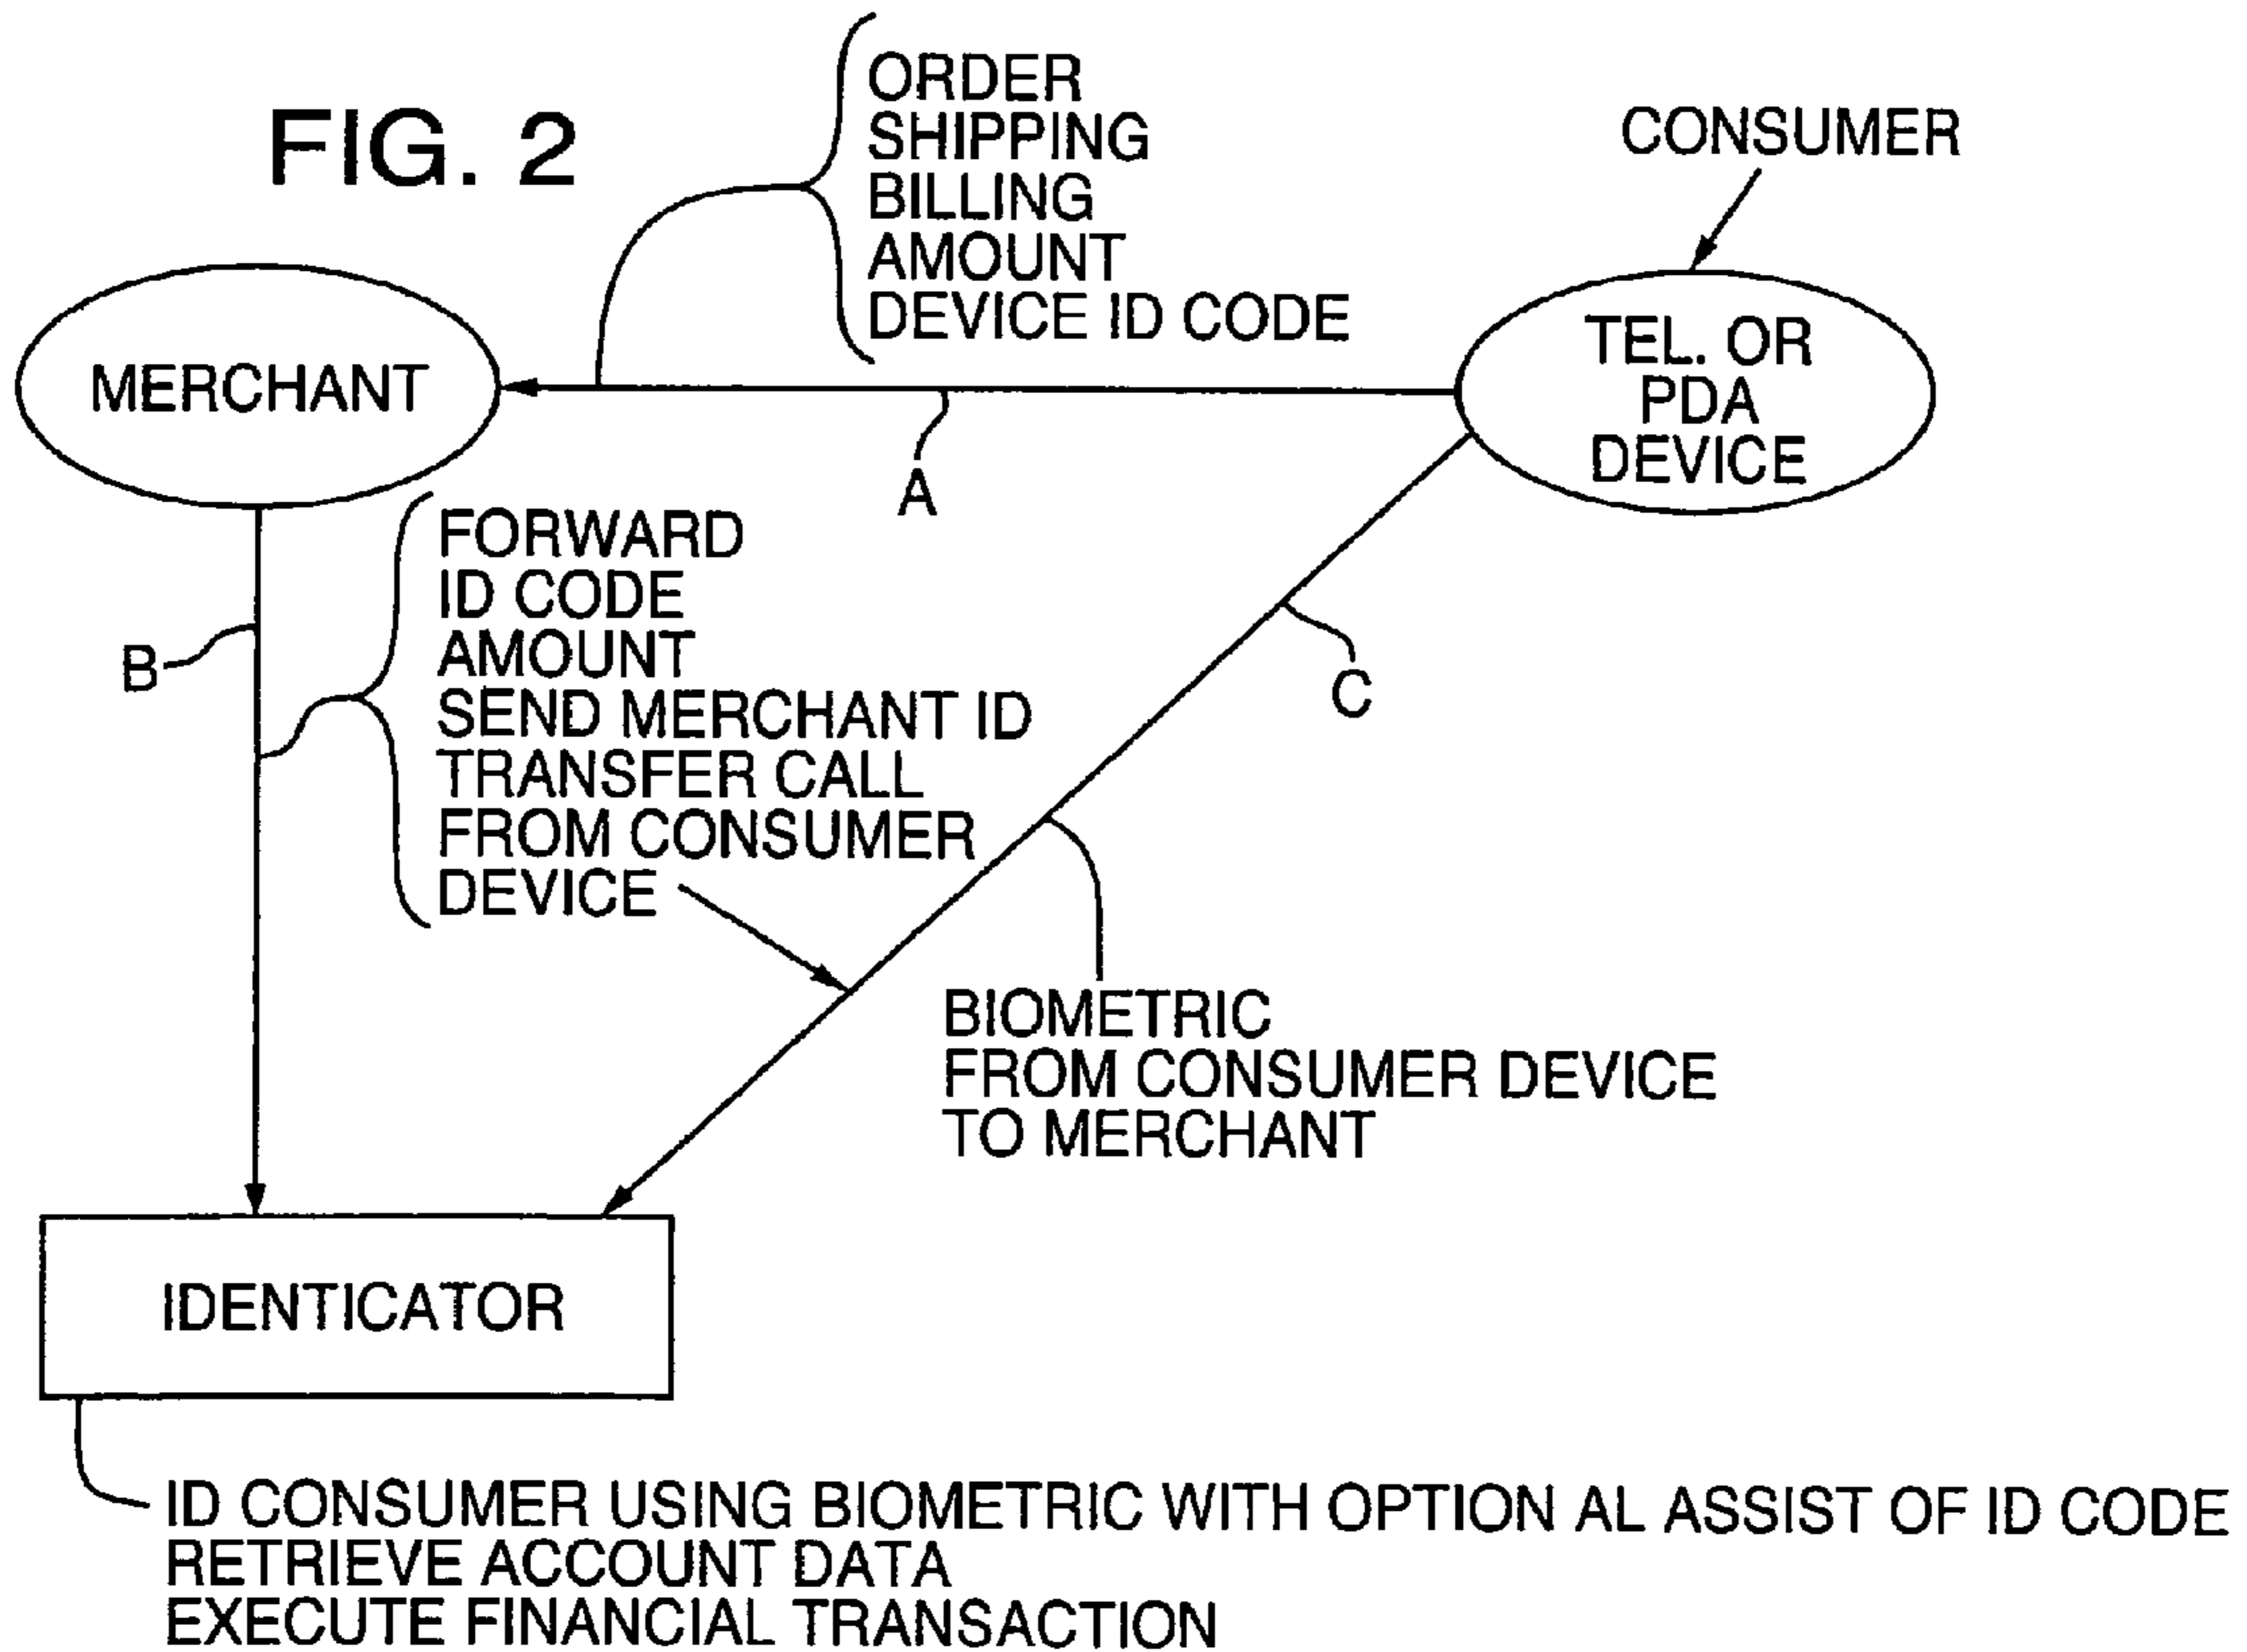 FIG. 2
ORDER
SHIPPING
BILLING
AMOUNT
DEVICE ID CODE
CONSUMER
MERCHANT
TEL. OR
PDA
DEVICE
A
FORWARD
ID CODE
AMOUNT
SEND MERCHANT ID
TRANSFER CALL
FROM CONSUMER
DEVICE
B
C
BIOMETRIC
FROM CONSUMER DEVICE
TO MERCHANT
IDENTICATOR
ID CONSUMER USING BIOMETRIC WITH OPTION AL ASSIST OF ID CODE
RETRIEVE ACCOUNT DATA
EXECUTE FINANCIAL TRANSACTION